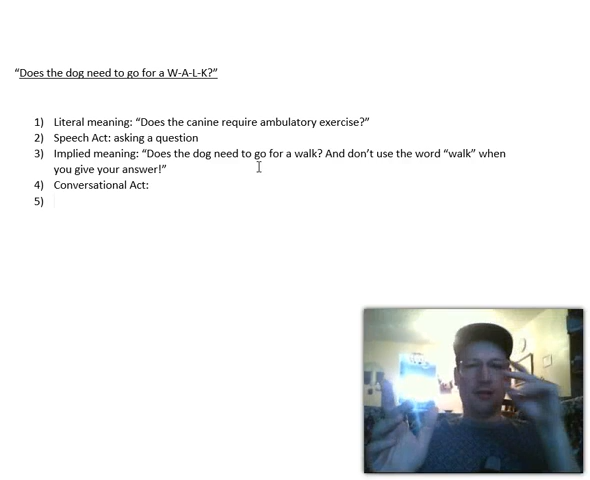 “Does the dog need to go for a W-A-L-K?”
1) Literal meaning: “Does the canine require ambulatory exercise?”
2) Speech Act: asking a question
3) Implied meaning: “Does the dog need to go for a walk? And don’t use the word “walk” when
you give your answer!”
4) Conversational Act:
5)